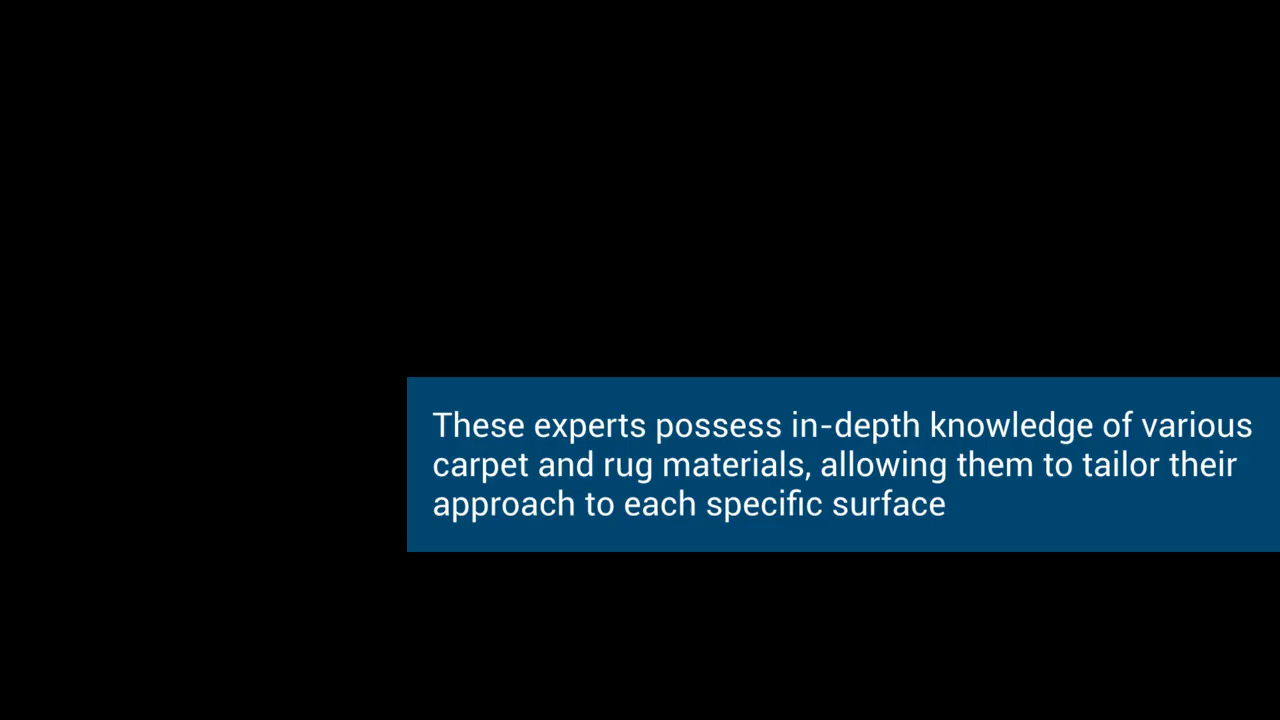 These experts possess in-depth knowledge of various
carpet and rug materials, allowing them to tailor their
approach to each specific surface